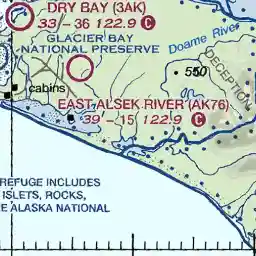 DRY BAY (3AK)
33 - 36 122.9 C
GLACIER BAY
NATIONAL PRESERVE
Doame River
550
DECEPTION
cabins
EAST ALSEK RIVER (AK76)
39 - 15 122.9 C
REFUGE INCLUDES
ISLETS, ROCKS,
ALASKA NATIONAL